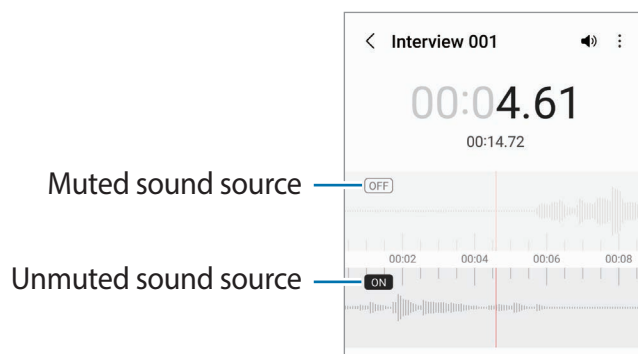 Interview 001
00:04.61
00:14.72
Muted sound source
OFF
00:02 00:04 00:06 00:08
Unmuted sound source
ON